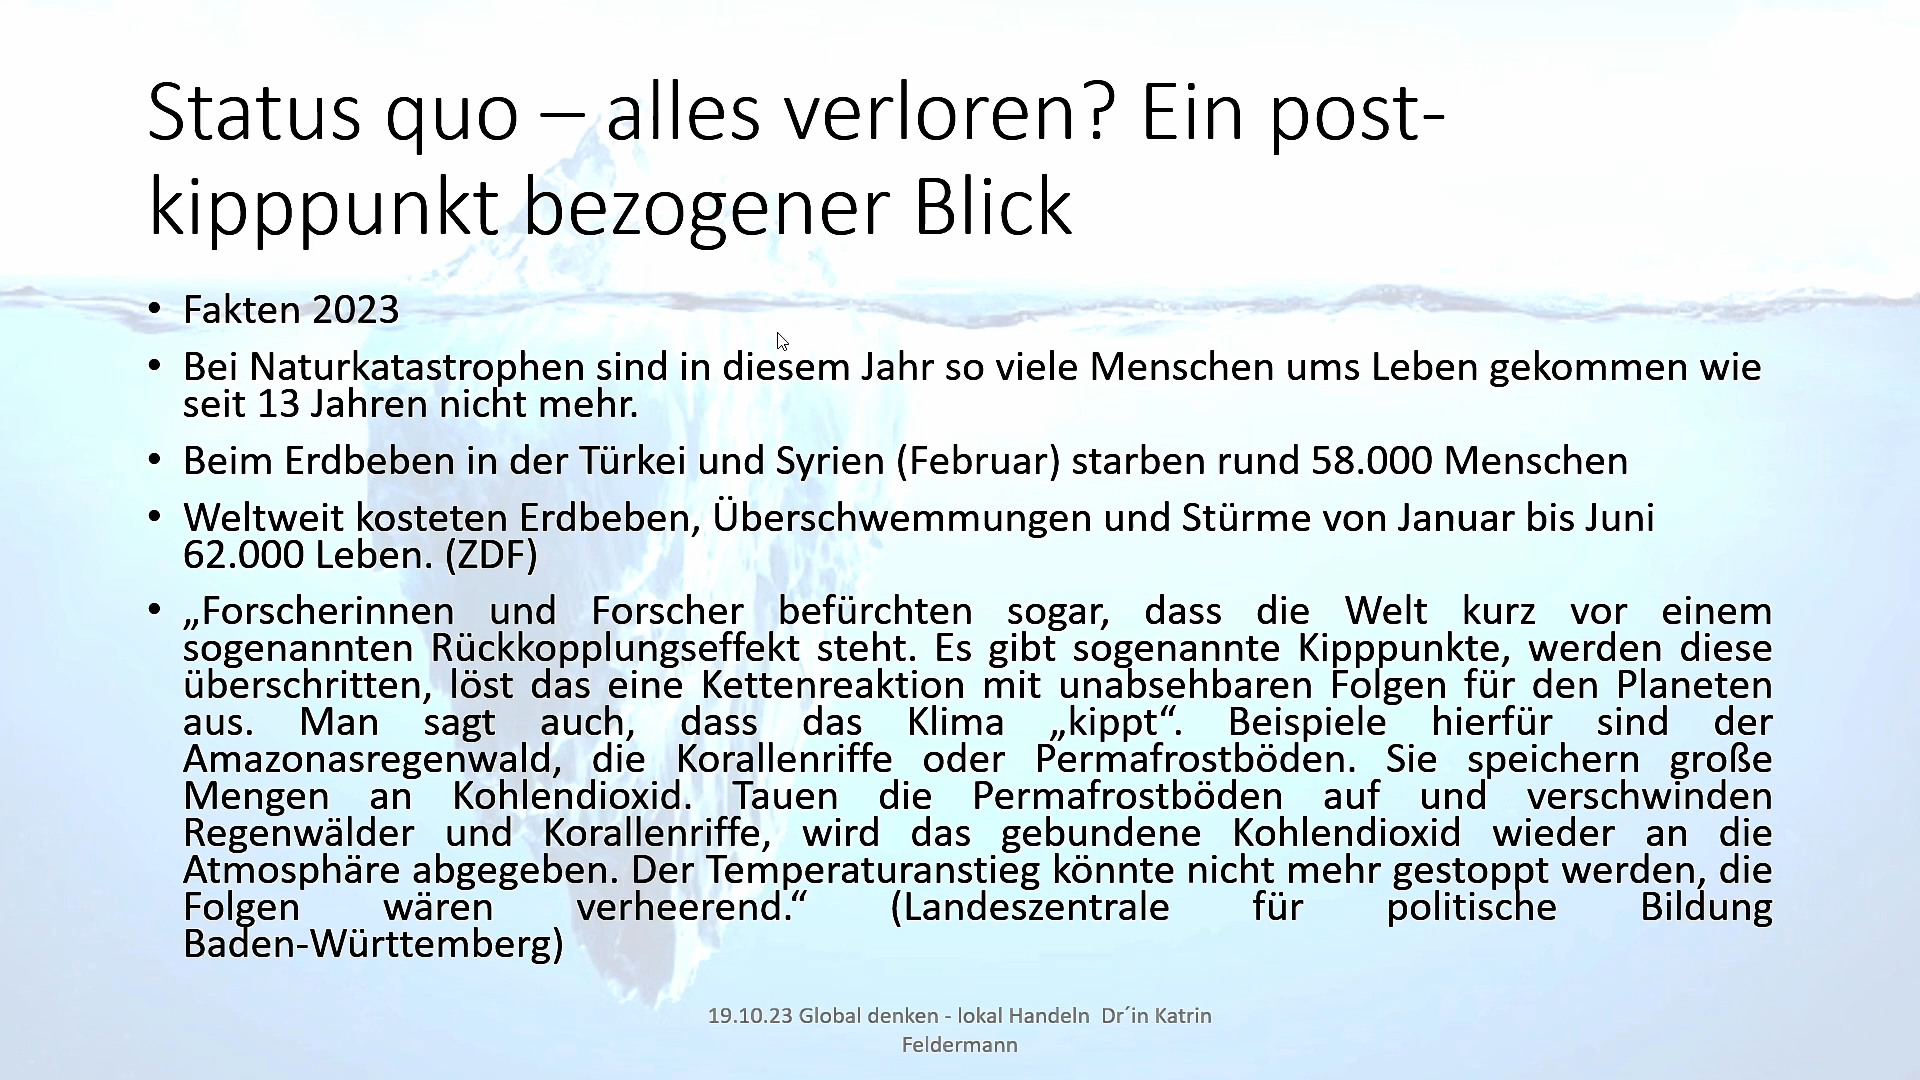 Status quo – alles verloren? Ein post-
kipppunkt bezogener Blick
• Fakten 2023
• Bei Naturkatastrophen sind in diesem Jahr so viele Menschen ums Leben gekommen wie
seit 13 Jahren nicht mehr.
• Beim Erdbeben in der Türkei und Syrien (Februar) starben rund 58.000 Menschen
• Weltweit kosteten Erdbeben, Überschwemmungen und Stürme von Januar bis Juni
62.000 Leben. (ZDF)
• „Forscherinnen und Forscher befürchten sogar, dass die Welt kurz vor einem
sogenannten Rückkopplungseffekt steht. Es gibt sogenannte Kipppunkte, werden diese
überschritten, löst das eine Kettenreaktion mit unabsehbaren Folgen für den Planeten
aus. Man sagt auch, dass das Klima „kippt“. Beispiele hierfür sind der
Amazonasregenwald, die Korallenriffe oder Permafrostböden. Sie speichern große
Mengen an Kohlendioxid. Tauen die Permafrostböden auf und verschwinden
Regenwälder und Korallenriffe, wird das gebundene Kohlendioxid wieder an die
Atmosphäre abgegeben. Der Temperaturanstieg könnte nicht mehr gestoppt werden, die
Folgen wären verheerend.“ (Landeszentrale für politische Bildung
Baden-Württemberg)
19.10.23 Global denken - lokal Handeln  Dr´in Katrin
Feldermann